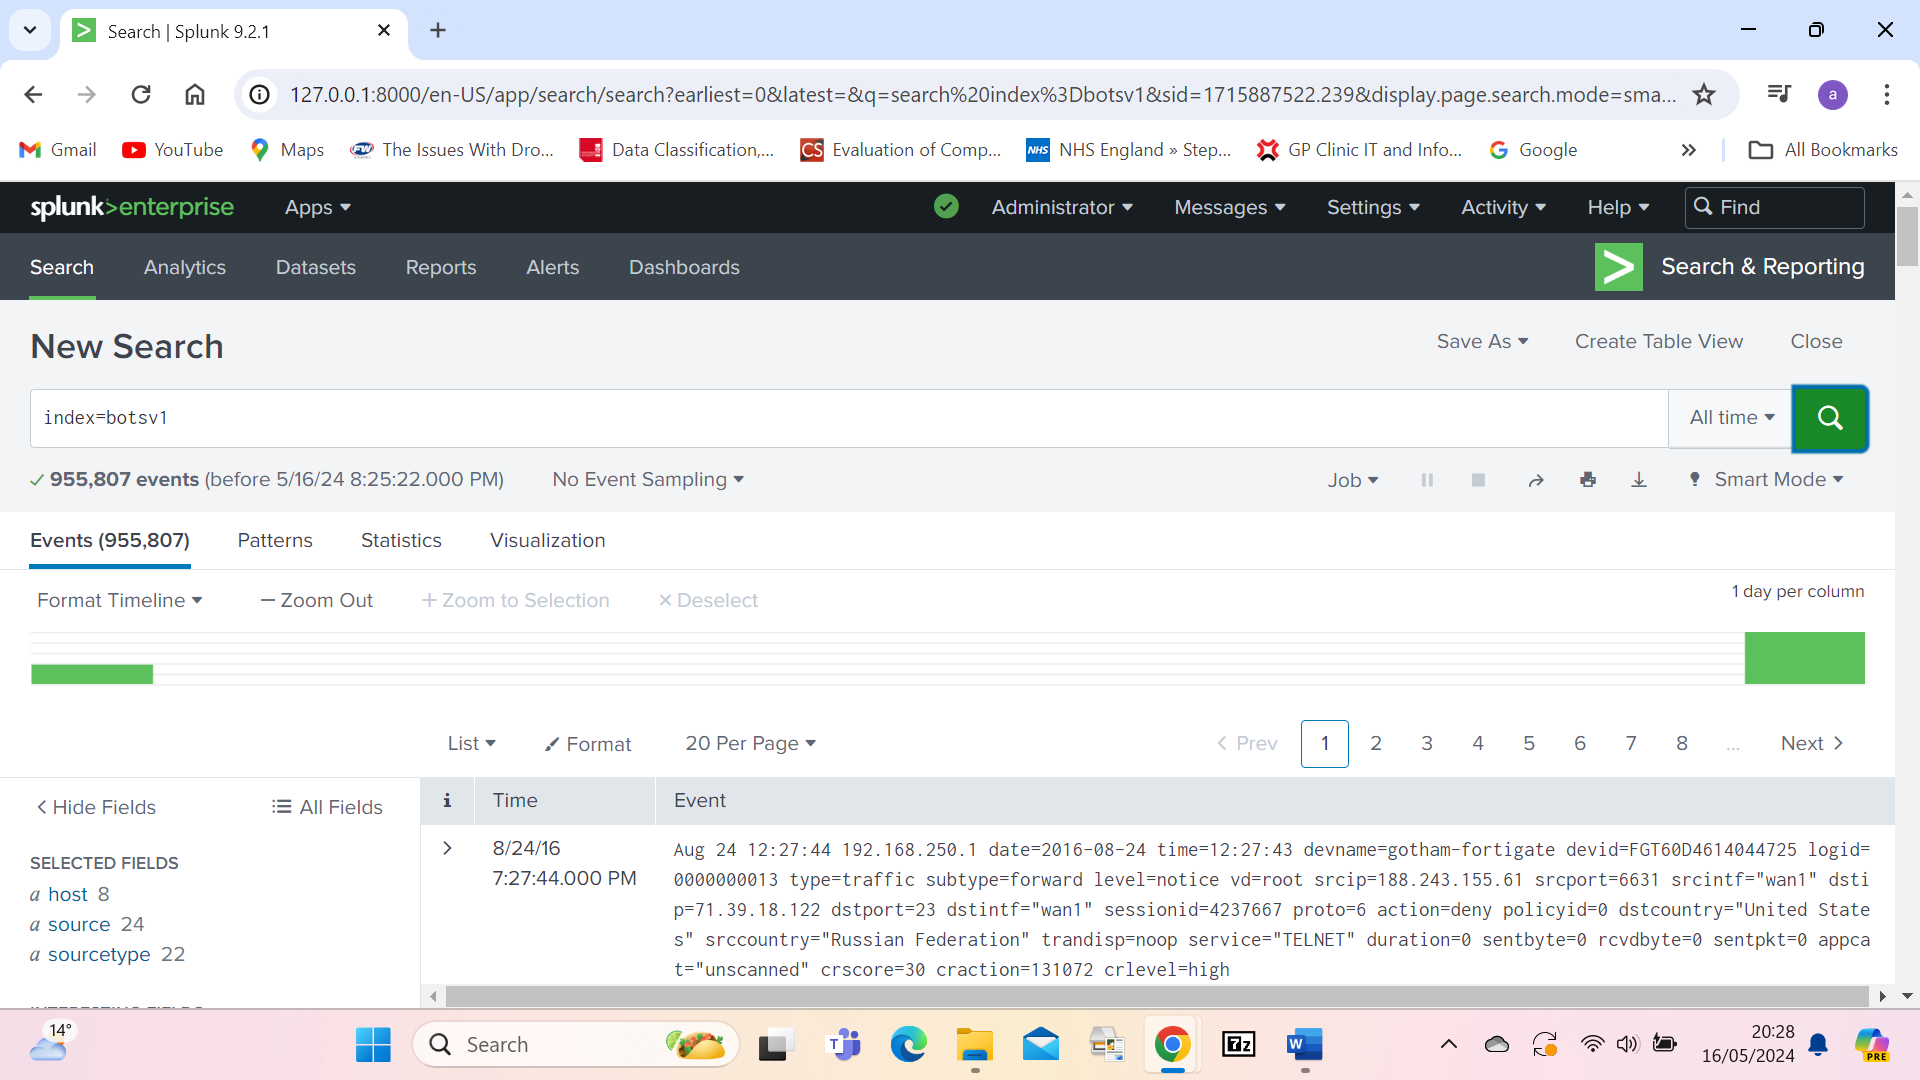 Search | Splunk 9.2.1
127.0.0.1:8000/en-US/app/search/search?earliest=0&latest=&q=search%20index%3Dbotsv1&sid=1715887522.239&display.page.search.mode=sma...
a
Gmail YouTube Maps The Issues With Dro... Data Classification,... Evaluation of Comp... NHS England » Step... GP Clinic IT and Info... Google » All Bookmarks
splunk>enterprise Apps Administrator Messages Settings Activity Help Find
Search Analytics Datasets Reports Alerts Dashboards Search & Reporting
New Search Save As Create Table View Close
index=botsv1 All time
955,807 events (before 5/16/24 8:25:22.000 PM) No Event Sampling Job Smart Mode
Events (955,807) Patterns Statistics Visualization
Format Timeline — Zoom Out + Zoom to Selection × Deselect 1 day per column
List Format 20 Per Page < Prev 1 2 3 4 5 6 7 8 ... Next >
< Hide Fields All Fields i Time Event
SELECTED FIELDS
a host 8
a source 24
a sourcetype 22
> 8/24/16
7:27:44.000 PM
Aug 24 12:27:44 192.168.250.1 date=2016-08-24 time=12:27:43 devname=gotham-fortigate devid=FGT60D4614044725 logid=
0000000013 type=traffic subtype=forward level=notice vd=root srcip=188.243.155.61 srcport=6631 srcintf="wan1" dsti
p=71.39.18.122 dstport=23 dstintf="wan1" sessionid=4237667 proto=6 action=deny policyid=0 dstcountry="United State
s" srccountry="Russian Federation" trandisp=noop service="TELNET" duration=0 sentbyte=0 rcvdbyte=0 sentpkt=0 appca
t="unscanned" crscore=30 craction=131072 crlevel=high
14°
Search
20:28
16/05/2024
PRE